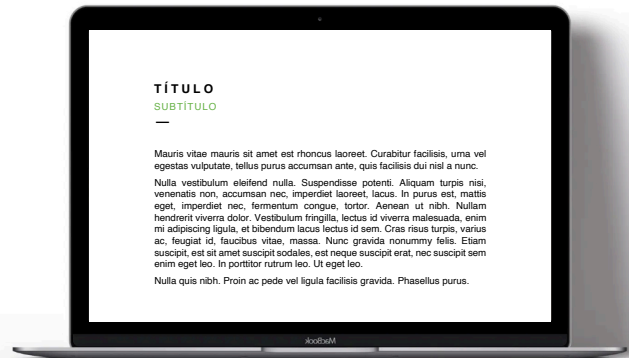 TÍTULO
SUBTÍTULO
Mauris vitae mauris sit amet est rhoncus laoreet. Curabitur facilisis, urna vel
egestas vulputate, tellus purus accumsan ante, quis facilisis dui nisl a nunc.
Nulla vestibulum eleifend nulla. Suspendisse potenti. Aliquam turpis nisi,
venenatis non, accumsan nec, imperdiet laoreet, lacus. In purus est, mattis
eget, imperdiet nec, fermentum congue, tortor. Aenean ut nibh. Nullam
hendrerit viverra dolor. Vestibulum fringilla, lectus id viverra malesuada, enim
mi adipiscing ligula, et bibendum lacus lectus id sem. Cras risus turpis, varius
ac, feugiat id, faucibus vitae, massa. Nunc gravida nonummy felis. Etiam
suscipit, est sit amet suscipit sodales, est neque suscipit erat, nec suscipit sem
enim eget leo. In porttitor rutrum leo. Ut eget leo.
Nulla quis nibh. Proin ac pede vel ligula facilisis gravida. Phasellus purus.
MacBook